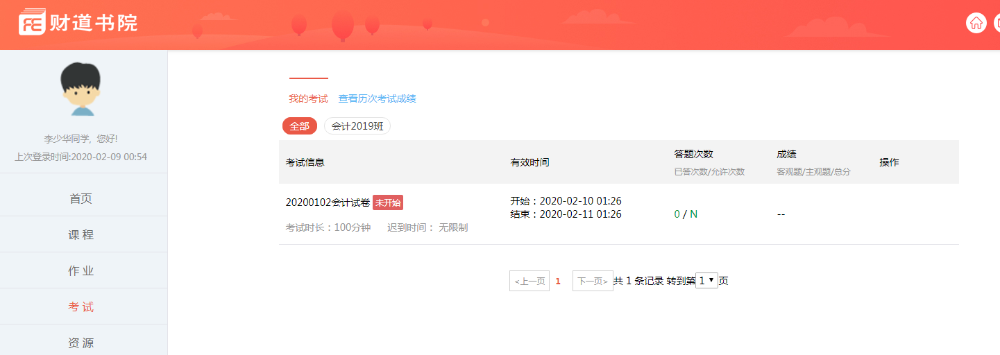 财道书院
李少华同学, 您好!
上次登录时间:2020-02-09 00:54
首页
课 程
作 业
考 试
资 源
我的考试 查看历次考试成绩
全部 会计2019班
考试信息 有效时间 答题次数 成绩 操作
已答次数/允许次数 客观题/主观题/总分
20200102会计试卷 未开始
考试时长：100分钟 迟到时间： 无限制
开始：2020-02-10 01:26
结束：2020-02-11 01:26
0 / N
--
<上一页 1 下一页> 共 1 条记录 转到第 1 页